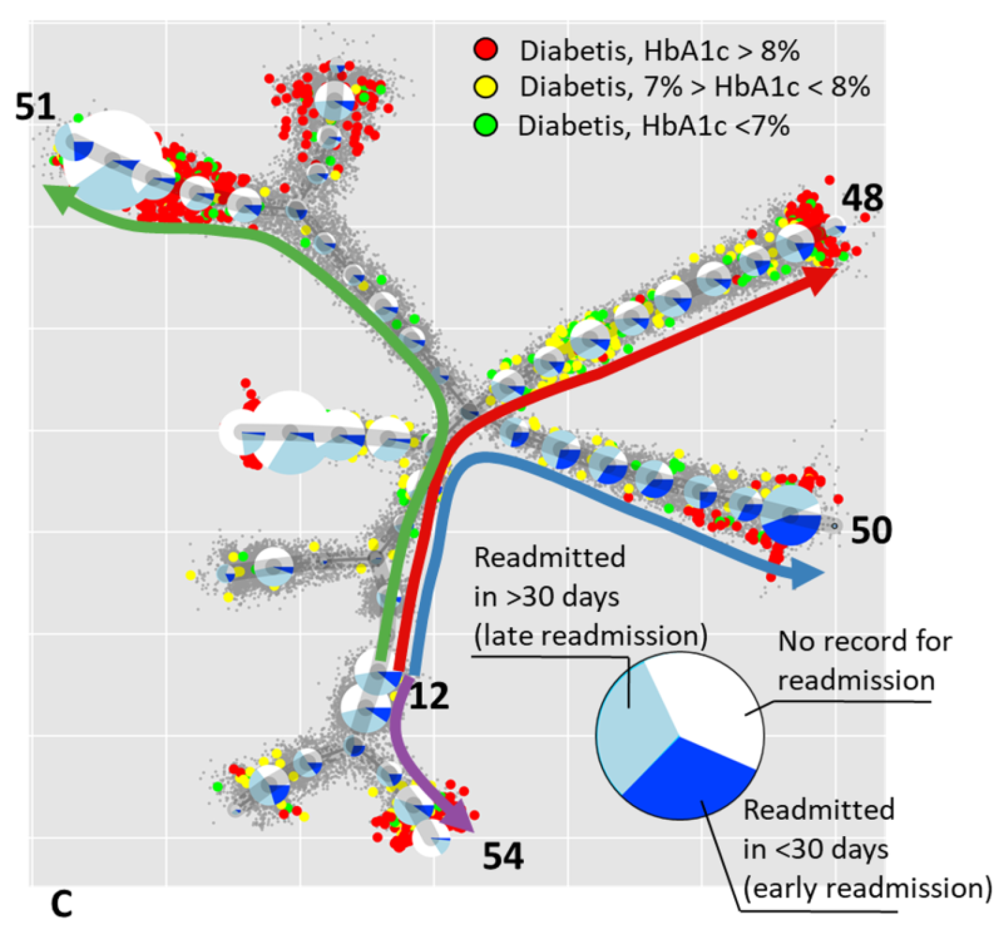 Diabetis, HbA1c > 8%
Diabetis, 7% > HbA1c < 8%
Diabetis, HbA1c <7%
51
48
50
Readmitted
in >30 days
(late readmission)
No record for
readmission
12
Readmitted
in <30 days
(early readmission)
54
C